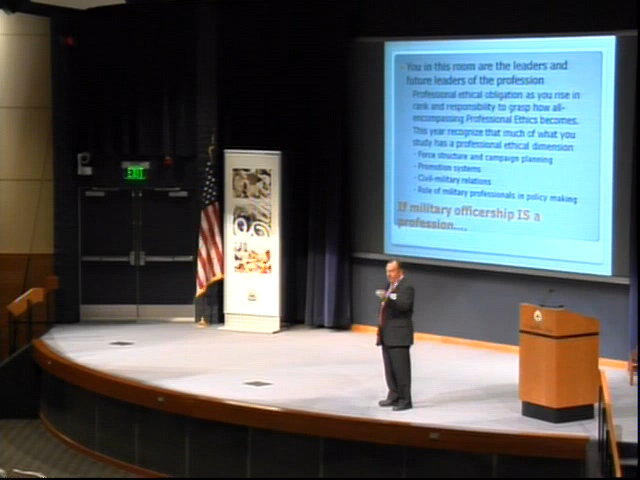 EXIT
You in this room are the leaders and
future leaders of the profession
Professional ethical obligation as you rise in
rank and responsibility to grasp how all-
encompassing Professional Ethics becomes.
This year recognize that much of what you
study has a professional ethical dimension
- Force structure and campaign planning
- Promotion systems
- Civil-military relations
- Role of military professionals in policy making
If military officership IS a
profession....